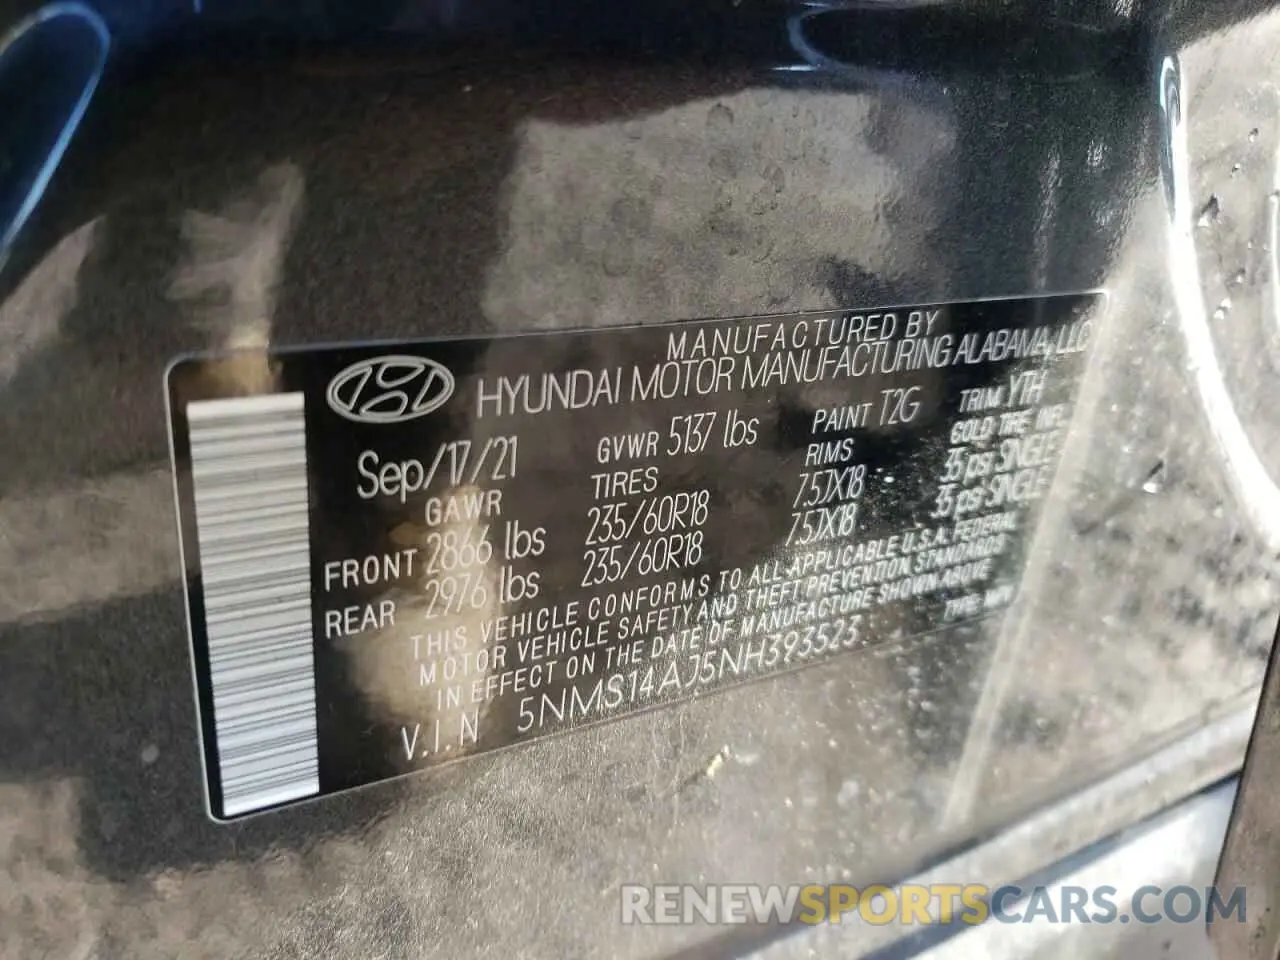 MANUFACTURED BY
HYUNDAI MOTOR MANUFACTURING ALABAMA, LLC
Sep/17/21 GVWR 5137 lbs PAINT T2G TRIM YTH
GAWR TIRES RIMS COLD TIRE INFL
FRONT 2866 lbs 235/60R18 7.5JX18 35 psi SINGLE
REAR 2976 lbs 235/60R18 7.5JX18 35 psi SINGLE
THIS VEHICLE CONFORMS TO ALL APPLICABLE U.S.A. FEDERAL
MOTOR VEHICLE SAFETY AND THEFT PREVENTION STANDARDS
IN EFFECT ON THE DATE OF MANUFACTURE SHOWN ABOVE
V.I.N 5NMS14AJ5NH393523 TYPE:
RENEWSPORTSCARS.COM